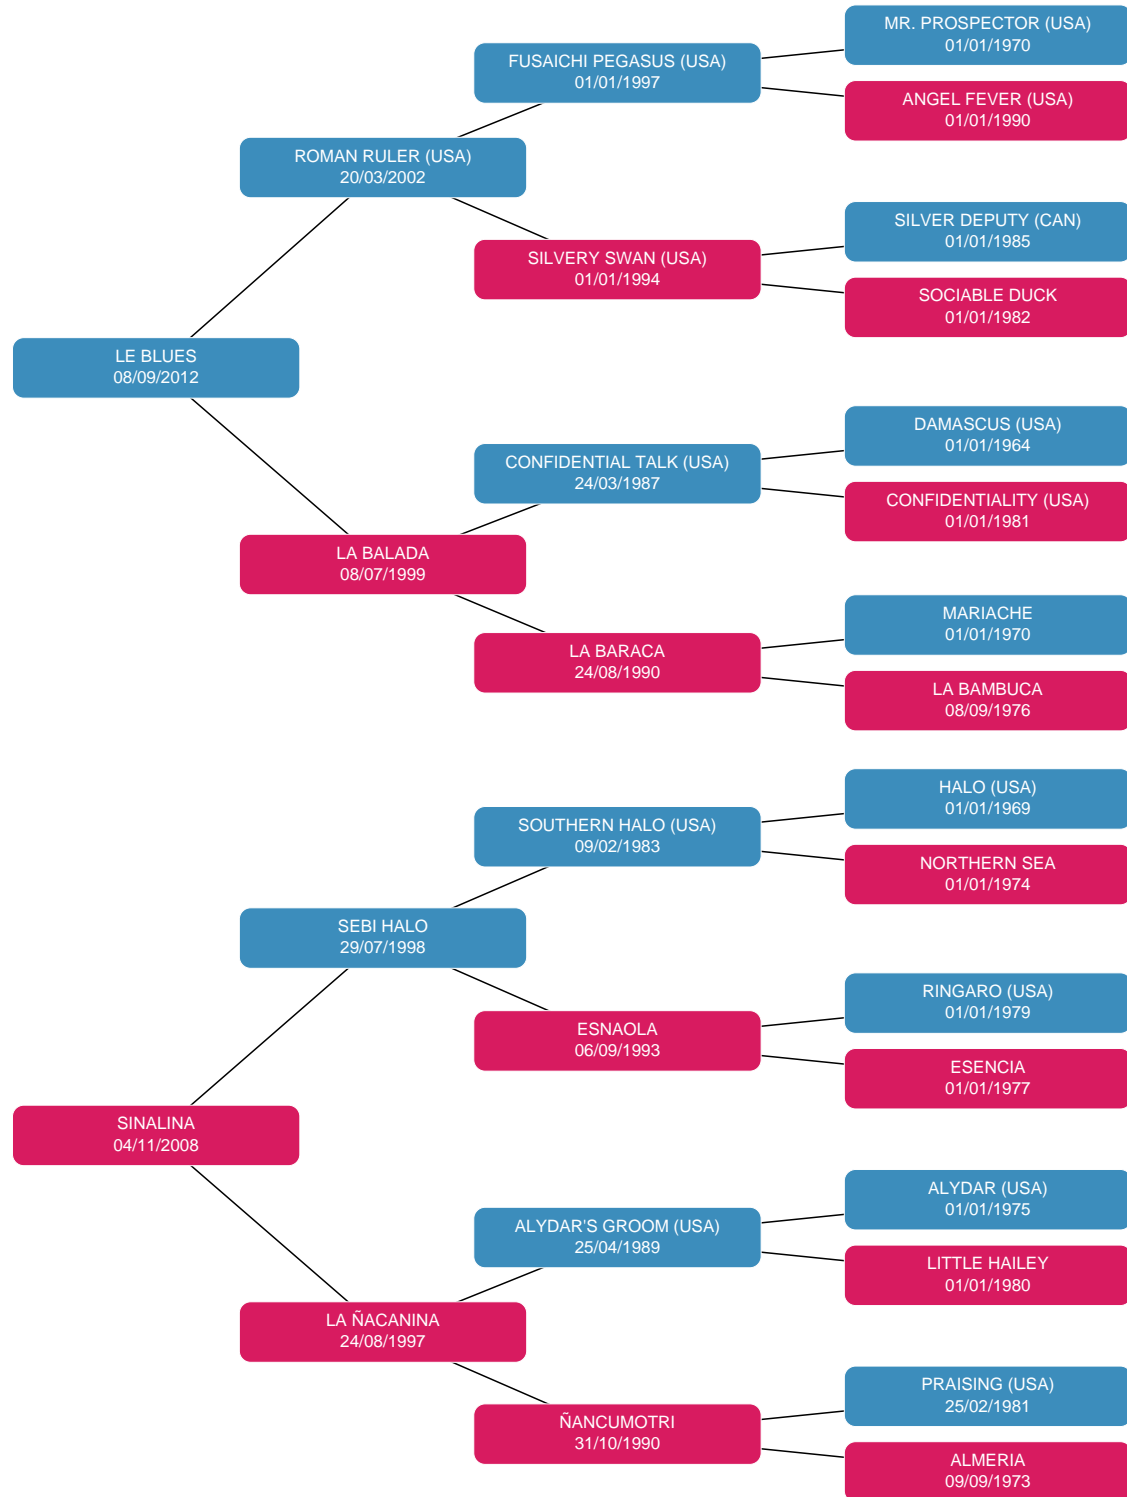 MR. PROSPECTOR (USA)
01/01/1970
FUSAICHI PEGASUS (USA)
01/01/1997
ANGEL FEVER (USA)
01/01/1990
ROMAN RULER (USA)
20/03/2002
SILVER DEPUTY (CAN)
01/01/1985
SILVERY SWAN (USA)
01/01/1994
SOCIABLE DUCK
01/01/1982
LE BLUES
08/09/2012
DAMASCUS (USA)
01/01/1964
CONFIDENTIAL TALK (USA)
24/03/1987
CONFIDENTIALITY (USA)
01/01/1981
LA BALADA
08/07/1999
MARIACHE
01/01/1970
LA BARACA
24/08/1990
LA BAMBUCA
08/09/1976
HALO (USA)
01/01/1969
SOUTHERN HALO (USA)
09/02/1983
NORTHERN SEA
01/01/1974
SEBI HALO
29/07/1998
RINGARO (USA)
01/01/1979
ESNAOLA
06/09/1993
ESENCIA
01/01/1977
SINALINA
04/11/2008
ALYDAR (USA)
01/01/1975
ALYDAR'S GROOM (USA)
25/04/1989
LITTLE HAILEY
01/01/1980
LA ÑACANINA
24/08/1997
PRAISING (USA)
25/02/1981
ÑANCUMOTRI
31/10/1990
ALMERIA
09/09/1973